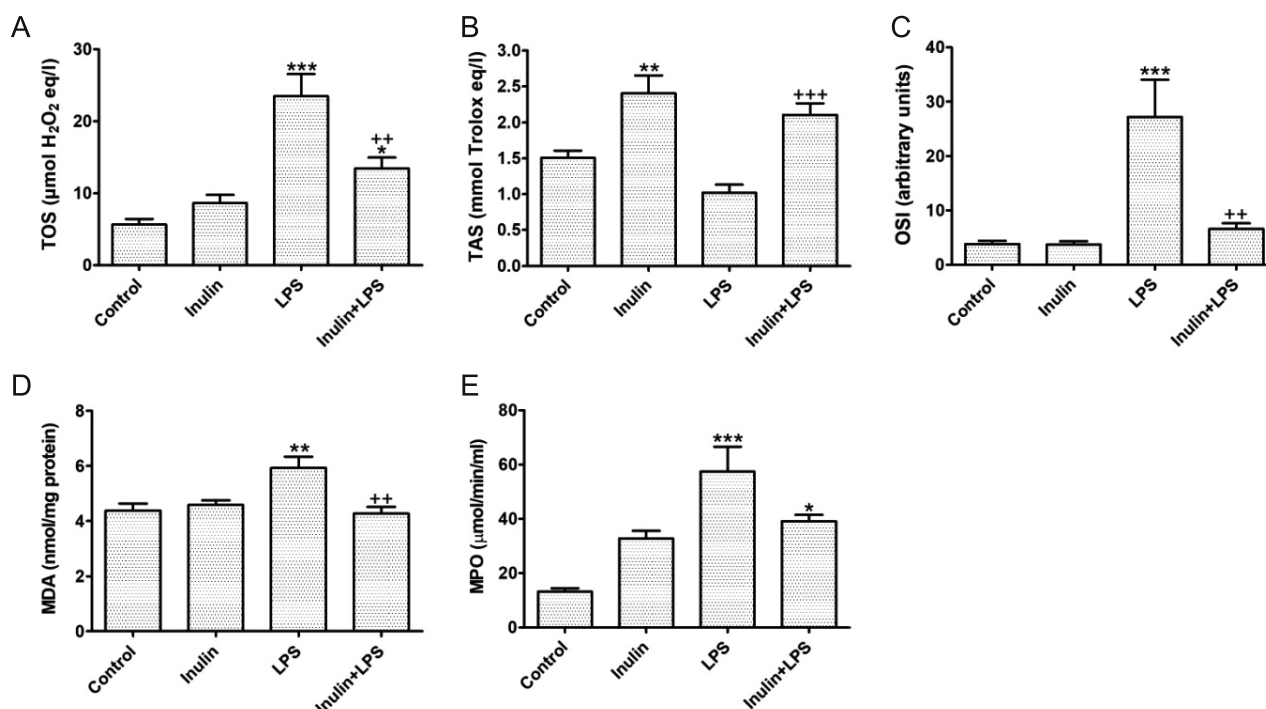 A
TOS (µmol H₂O₂ eq/l)
30
20
10
0
***
++
*
Control
Inulin
LPS
Inulin+LPS
B
TAS (mmol Trolox eq/l)
3.0
2.5
2.0
1.5
1.0
0.5
0.0
**
+++
Control
Inulin
LPS
Inulin+LPS
C
OSI (arbitrary units)
40
30
20
10
0
***
++
Control
Inulin
LPS
Inulin+LPS
D
MDA (nmol/mg protein)
8
6
4
2
0
**
++
Control
Inulin
LPS
Inulin+LPS
E
MPO (µmol/min/ml)
80
60
40
20
0
***
*
Control
Inulin
LPS
Inulin+LPS